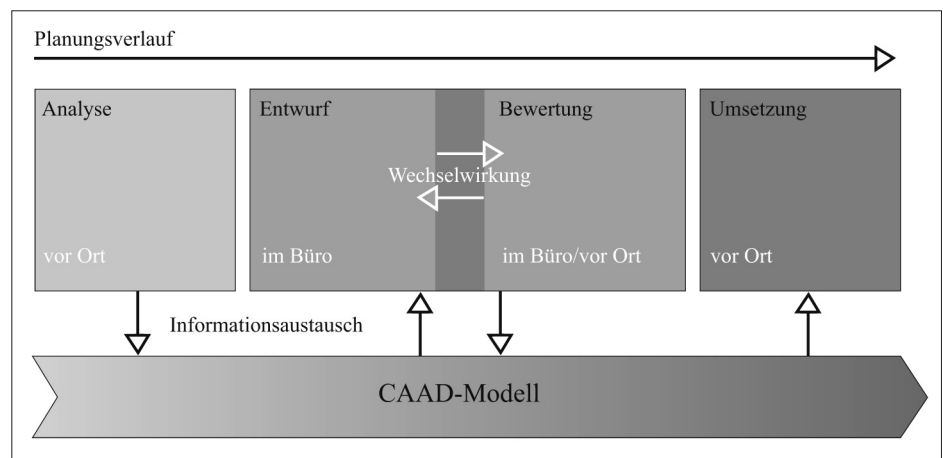 Planungsverlauf
Analyse
Entwurf
Bewertung
Umsetzung
Wechselwirkung
vor Ort
im Büro
im Büro/vor Ort
vor Ort
Informationsaustausch
CAAD-Modell